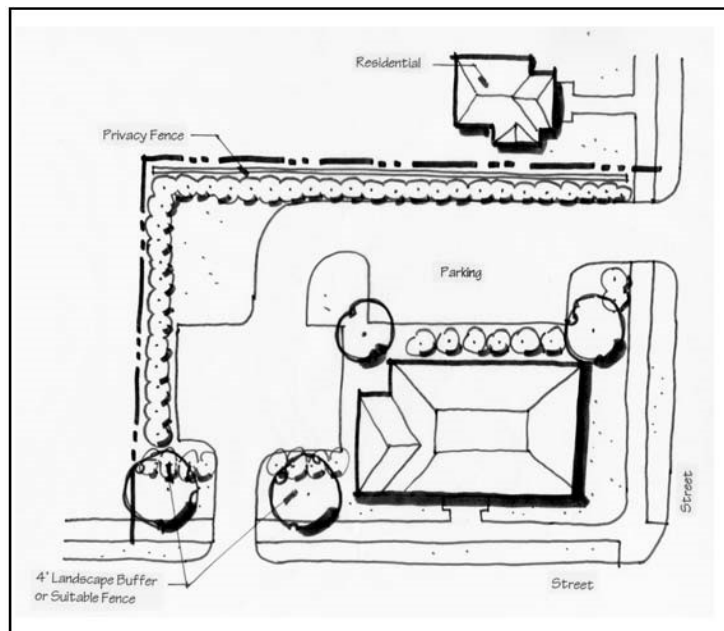 Residential
Privacy Fence
Parking
Street
4' Landscape Buffer
or Suitable Fence
Street